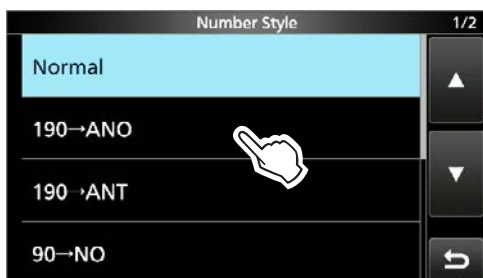 Number Style 1/2
Normal
190→ANO
190→ANT
90→NO